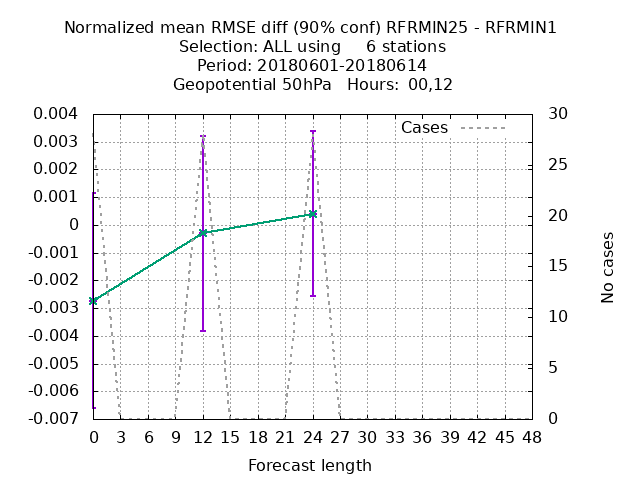 Normalized mean RMSE diff (90% conf) RFRMIN25 - RFRMIN1
Selection: ALL using     6 stations
Period: 20180601-20180614
Geopotential 50hPa   Hours: 00,12
Cases
0.004
0.003
0.002
0.001
0
-0.001
-0.002
-0.003
-0.004
-0.005
-0.006
-0.007
30
25
20
15
10
5
0
No cases
0 3 6 9 12 15 18 21 24 27 30 33 36 39 42 45 48
Forecast length